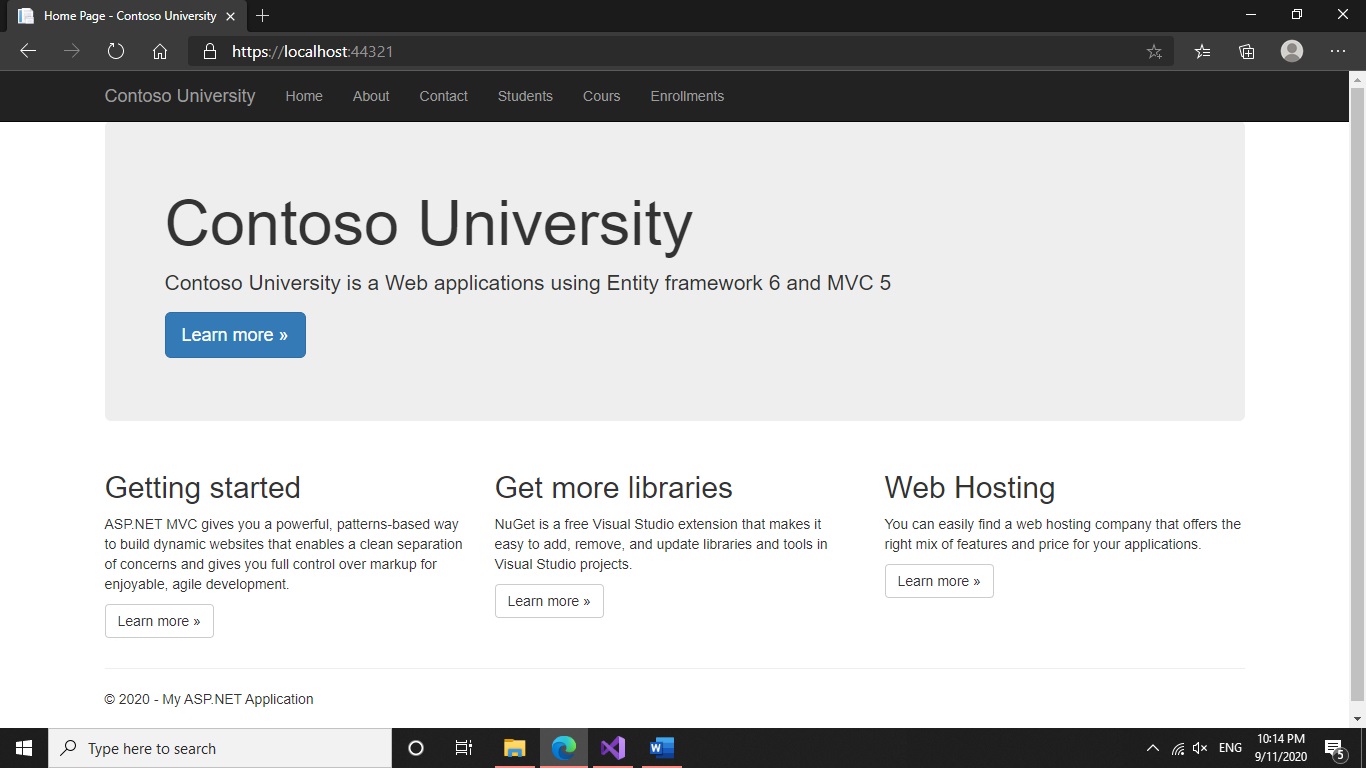 Home Page - Contoso University
https://localhost:44321
Contoso University Home About Contact Students Cours Enrollments
Contoso University
Contoso University is a Web applications using Entity framework 6 and MVC 5
Learn more »
Getting started
ASP.NET MVC gives you a powerful, patterns-based way
to build dynamic websites that enables a clean separation
of concerns and gives you full control over markup for
enjoyable, agile development.
Learn more »
Get more libraries
NuGet is a free Visual Studio extension that makes it
easy to add, remove, and update libraries and tools in
Visual Studio projects.
Learn more »
Web Hosting
You can easily find a web hosting company that offers the
right mix of features and price for your applications.
Learn more »
© 2020 - My ASP.NET Application
Type here to search
W
ENG
10:14 PM
9/11/2020
5